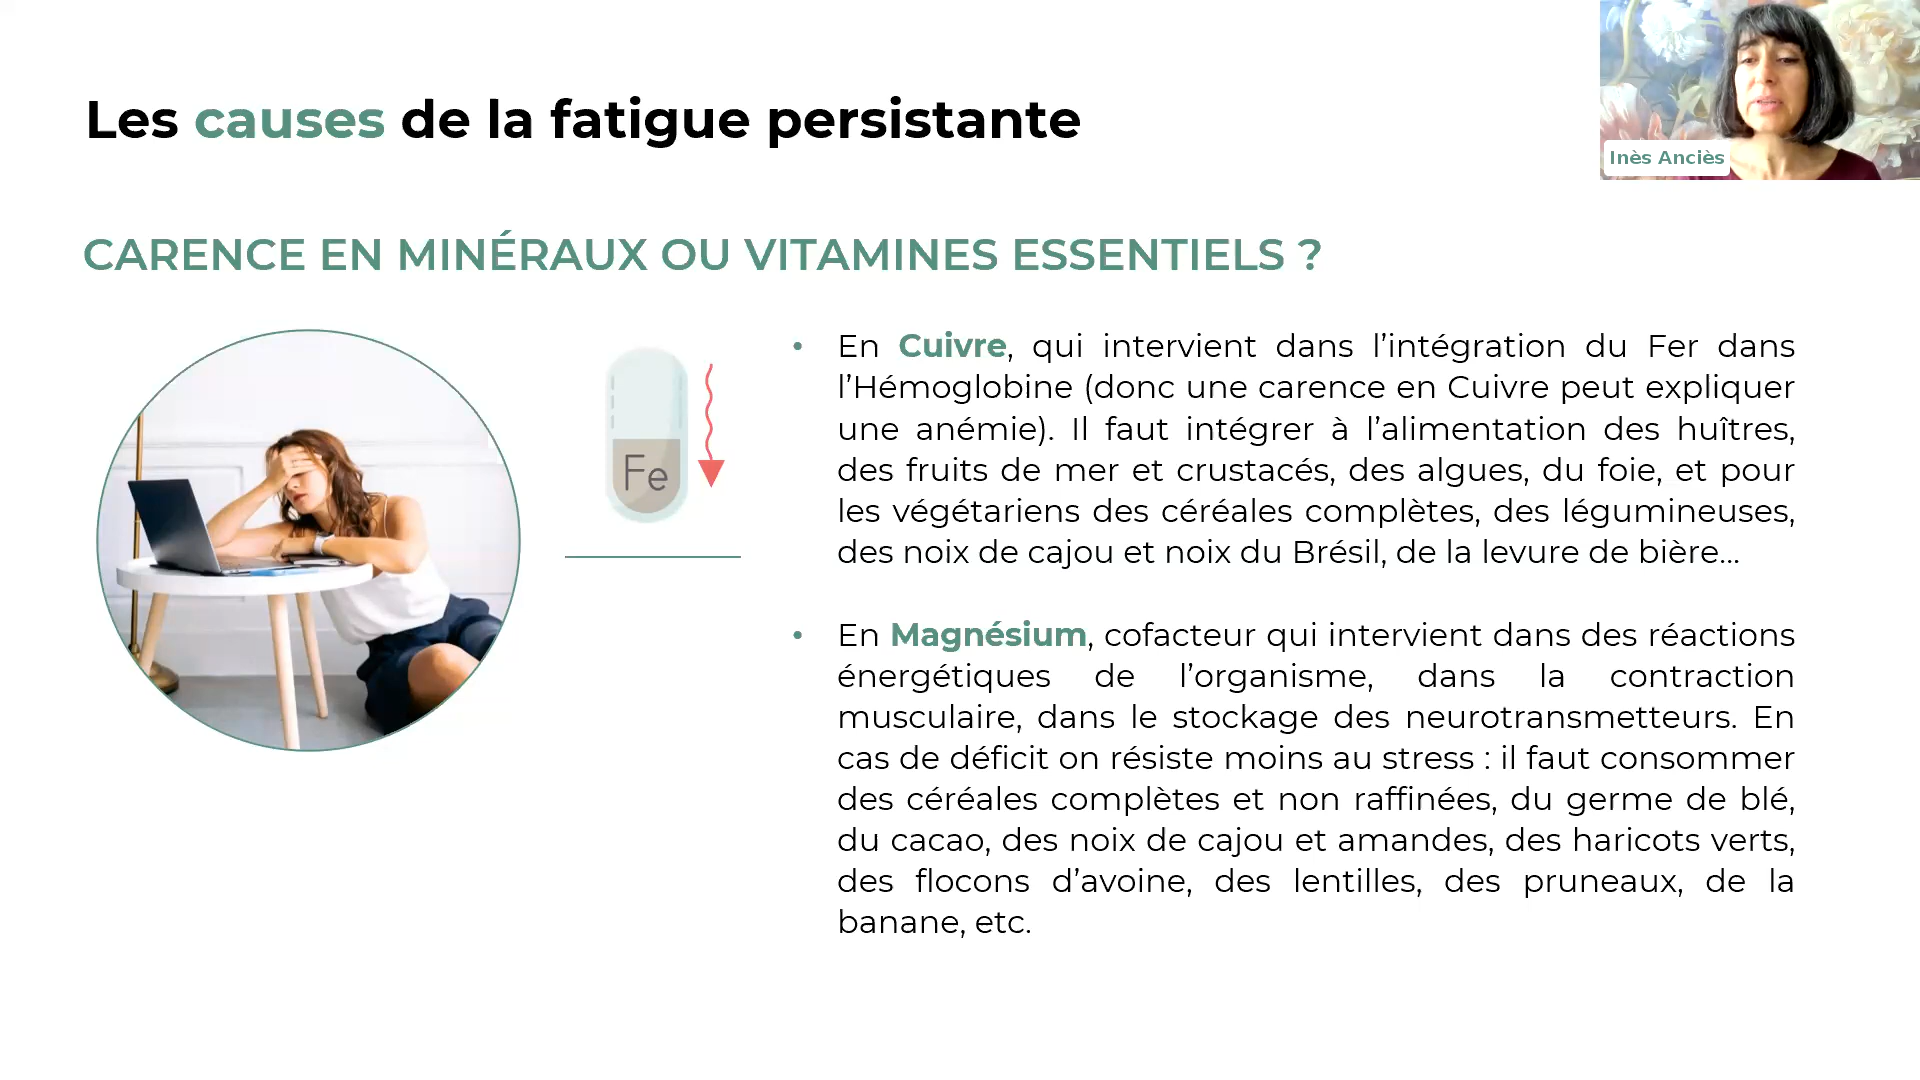 Les causes de la fatigue persistante
Inès Anciès
CARENCE EN MINÉRAUX OU VITAMINES ESSENTIELS ?
Fe
• En Cuivre, qui intervient dans l’intégration du Fer dans
l’Hémoglobine (donc une carence en Cuivre peut expliquer
une anémie). Il faut intégrer à l’alimentation des huîtres,
des fruits de mer et crustacés, des algues, du foie, et pour
les végétariens des céréales complètes, des légumineuses,
des noix de cajou et noix du Brésil, de la levure de bière...
• En Magnésium, cofacteur qui intervient dans des réactions
énergétiques de l’organisme, dans la contraction
musculaire, dans le stockage des neurotransmetteurs. En
cas de déficit on résiste moins au stress : il faut consommer
des céréales complètes et non raffinées, du germe de blé,
du cacao, des noix de cajou et amandes, des haricots verts,
des flocons d’avoine, des lentilles, des pruneaux, de la
banane, etc.